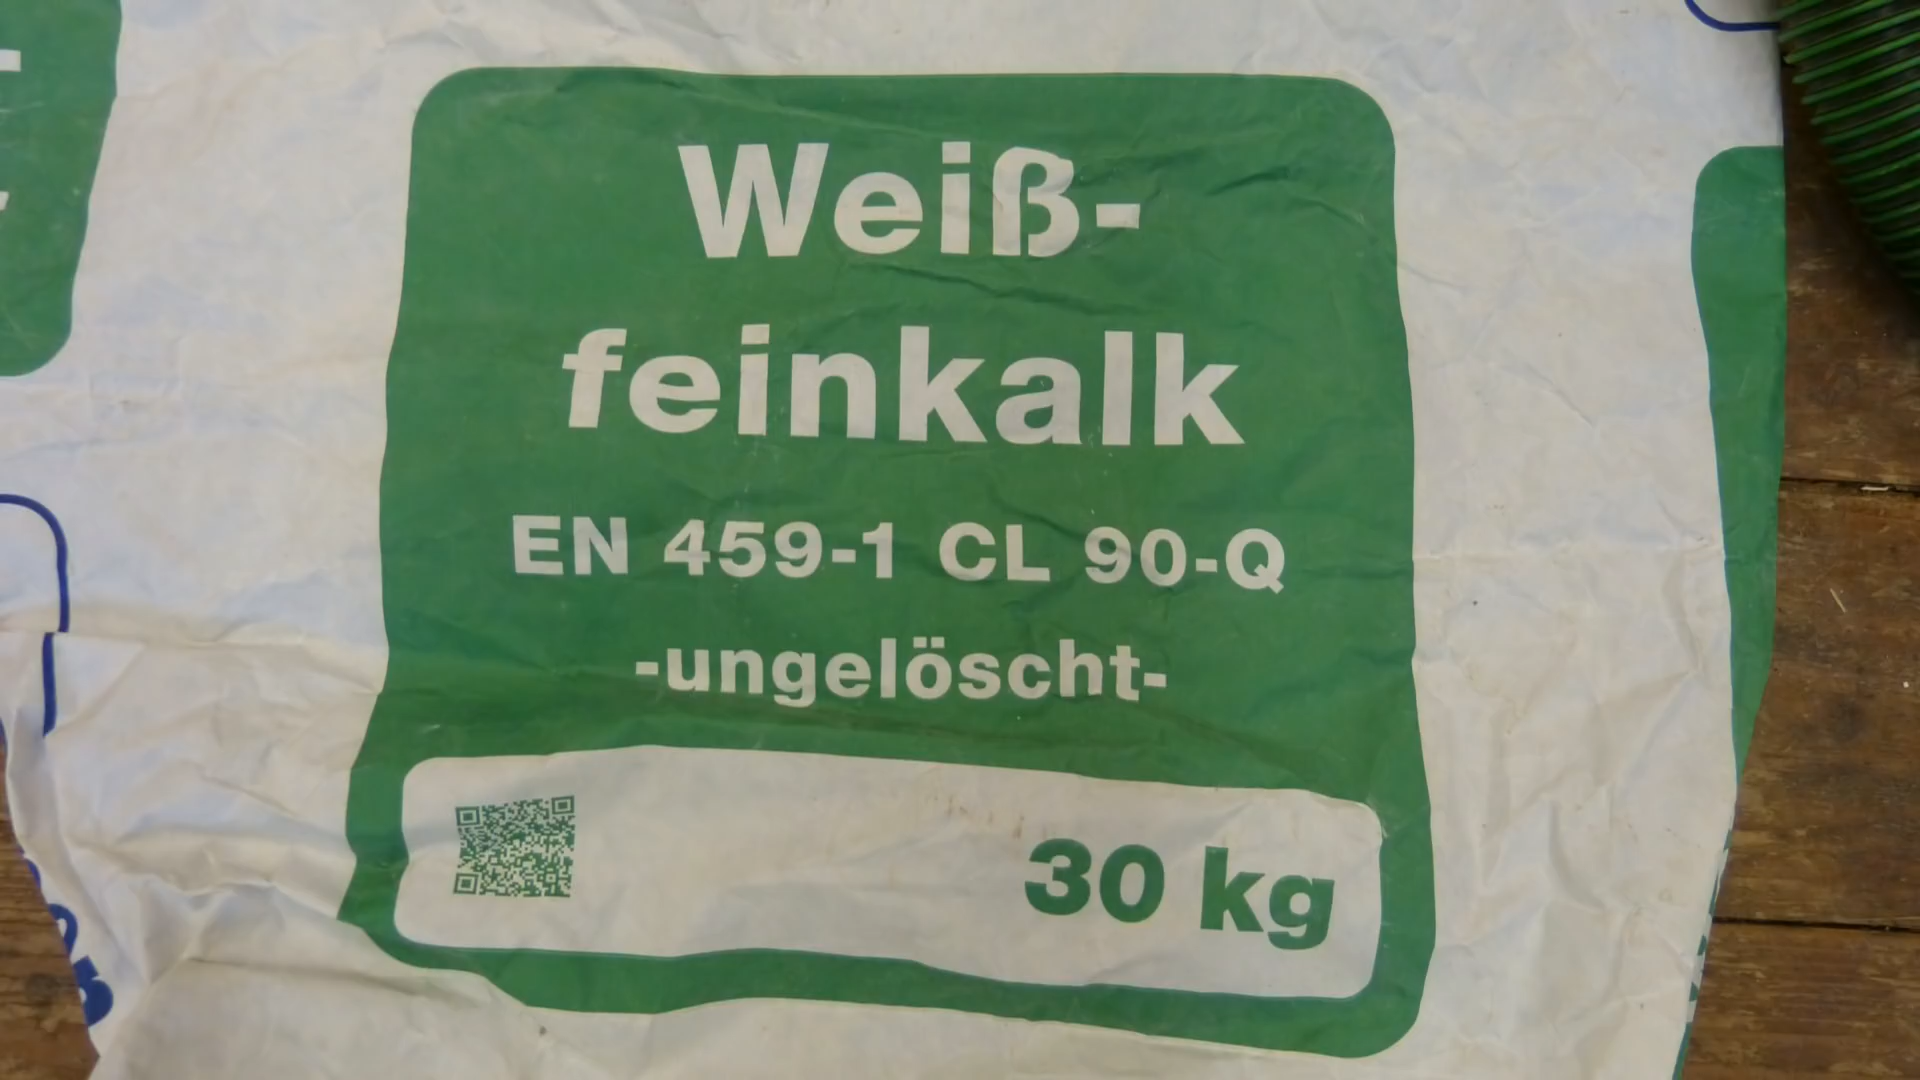 Weiß-
feinkalk
EN 459-1 CL 90-Q
-ungelöscht-
30 kg